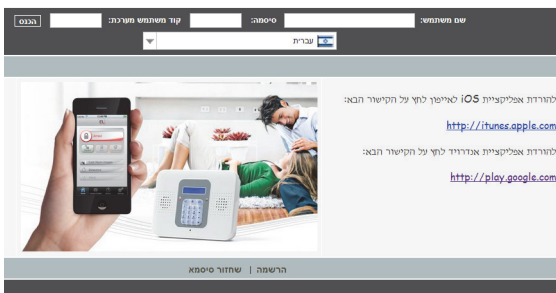 שם משתמש: סיסמה: קוד משתמש מערכת: הכנס
עברית
להורדת אפליקציית iOS לאייפון לחץ על הקישור הבא:
http://itunes.apple.com
להורדת אפליקציית אנדרויד לחץ על הקישור הבא:
http://play.google.com
הרשמה | שחזור סיסמא